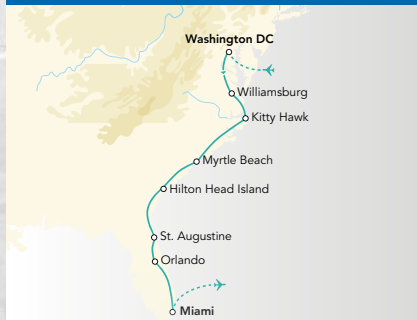 Washington DC
Williamsburg
Kitty Hawk
Myrtle Beach
Hilton Head Island
St. Augustine
Orlando
Miami